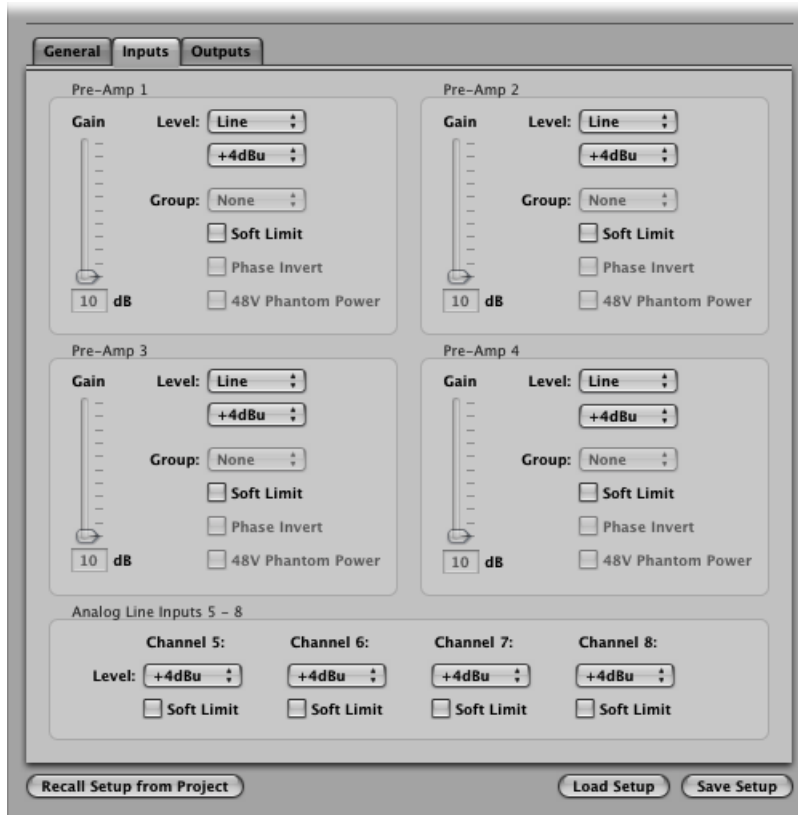 General Inputs Outputs
Pre-Amp 1
Gain Level: Line
+4dBu
Group: None
Soft Limit
Phase Invert
10 dB 48V Phantom Power
Pre-Amp 2
Gain Level: Line
+4dBu
Group: None
Soft Limit
Phase Invert
10 dB 48V Phantom Power
Pre-Amp 3
Gain Level: Line
+4dBu
Group: None
Soft Limit
Phase Invert
10 dB 48V Phantom Power
Pre-Amp 4
Gain Level: Line
+4dBu
Group: None
Soft Limit
Phase Invert
10 dB 48V Phantom Power
Analog Line Inputs 5 – 8
Channel 5: Channel 6: Channel 7: Channel 8:
Level: +4dBu +4dBu +4dBu +4dBu
Soft Limit Soft Limit Soft Limit Soft Limit
Recall Setup from Project Load Setup Save Setup